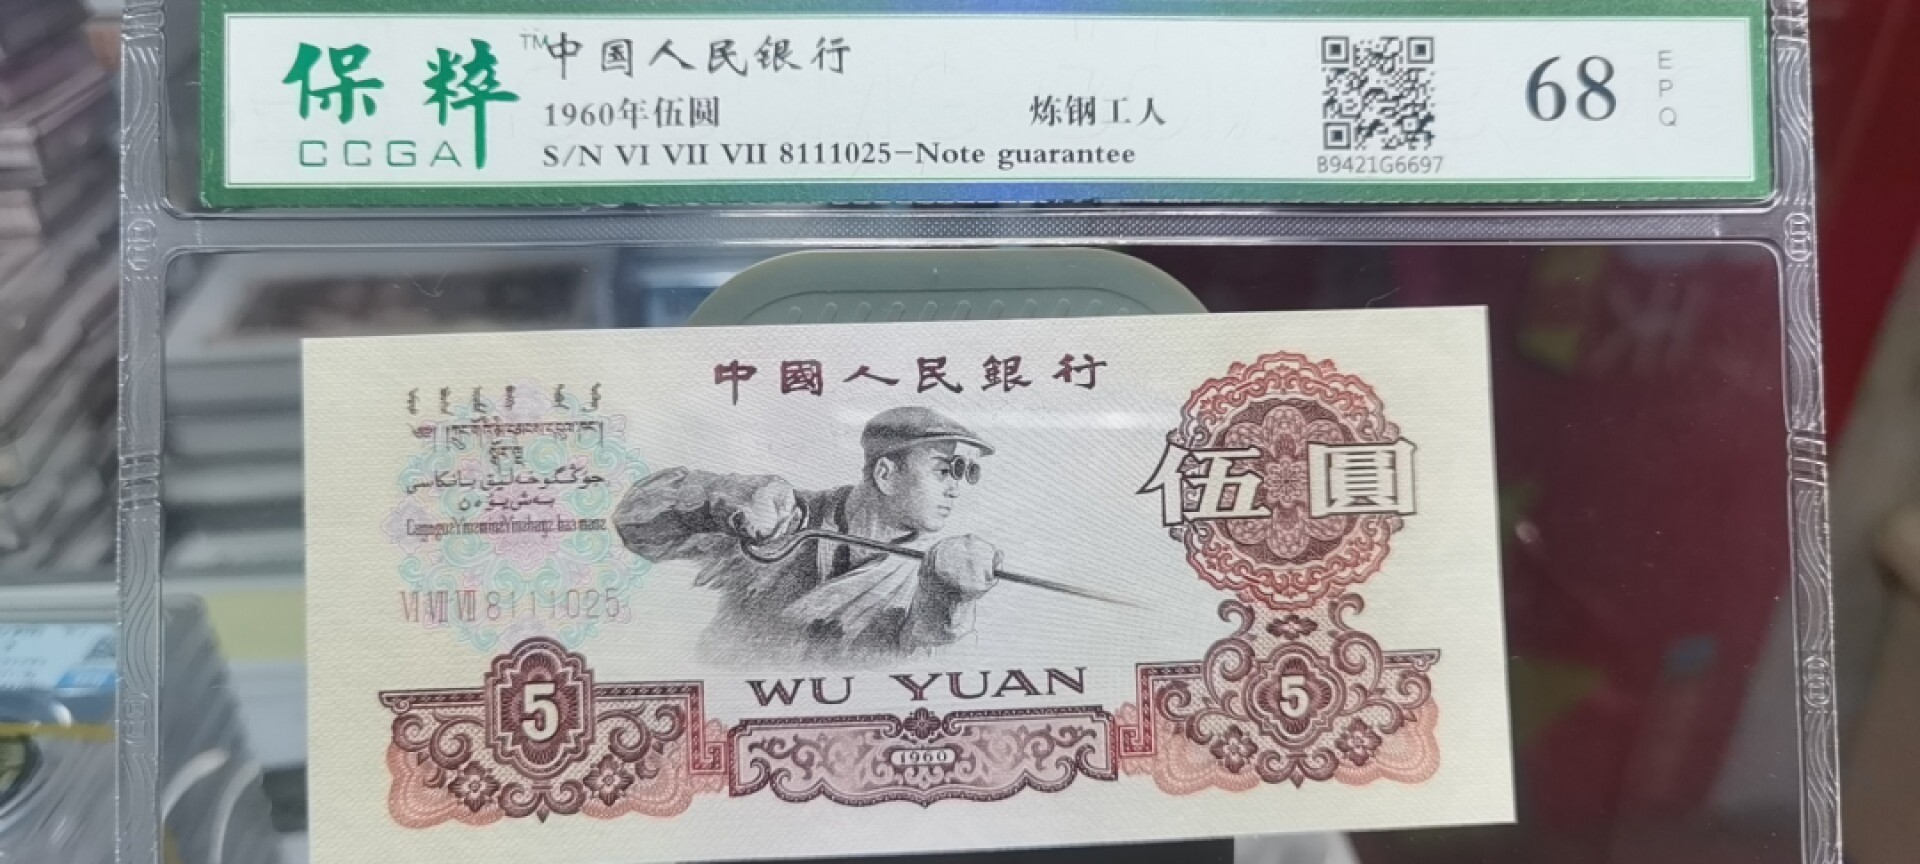 保粹™
CCGA
中国人民银行
1960年伍圆
炼钢工人
S/N VI VII VII 8111025-Note guarantee
B9421G6697
68
EPQ
中國人民銀行
伍圓
VI VII VII 8111025
WU YUAN
5
5
1960